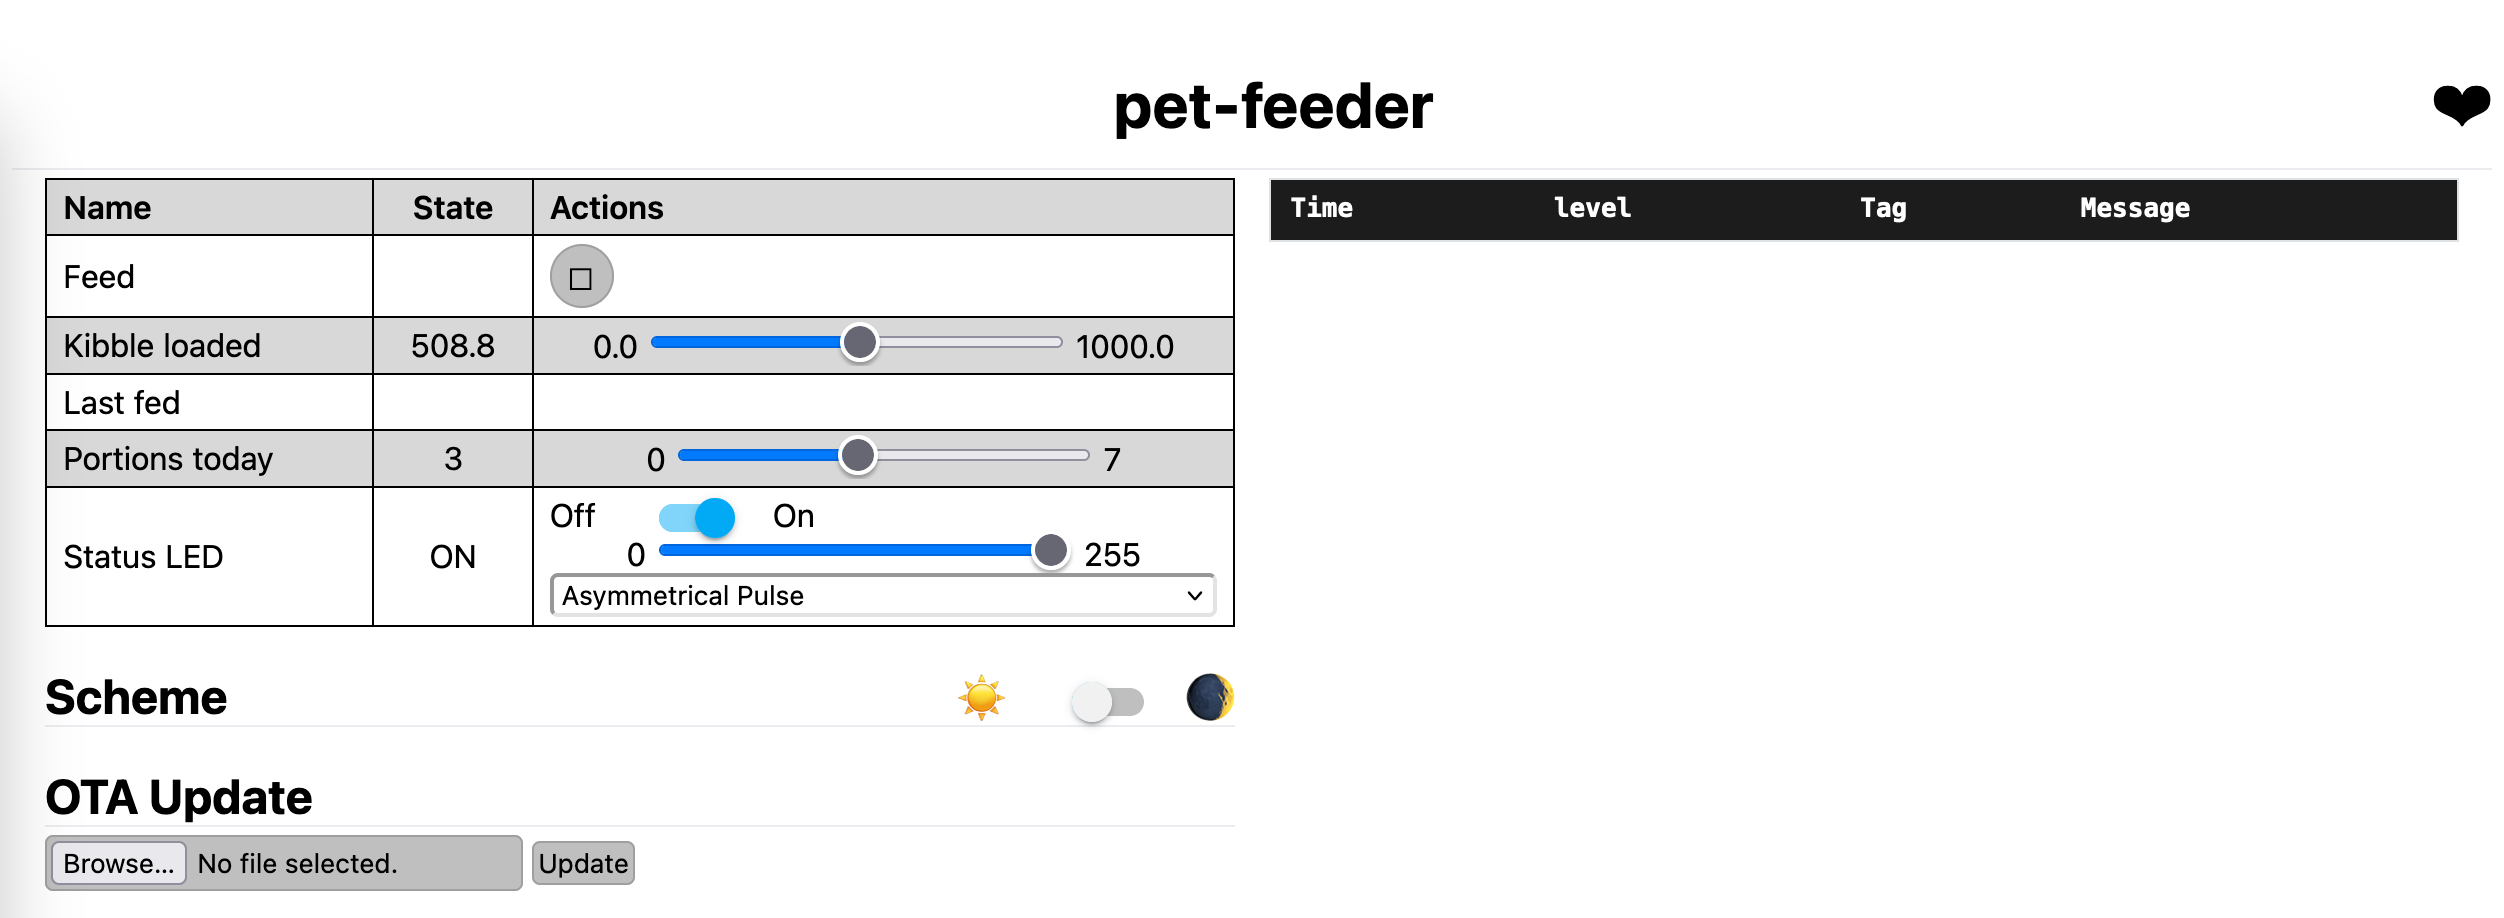 pet-feeder
Name State Actions
Feed
Kibble loaded 508.8 0.0 1000.0
Last fed
Portions today 3 0 7
Status LED ON Off On
0 255
Asymmetrical Pulse
Time level Tag Message
Scheme
OTA Update
Browse... No file selected. Update